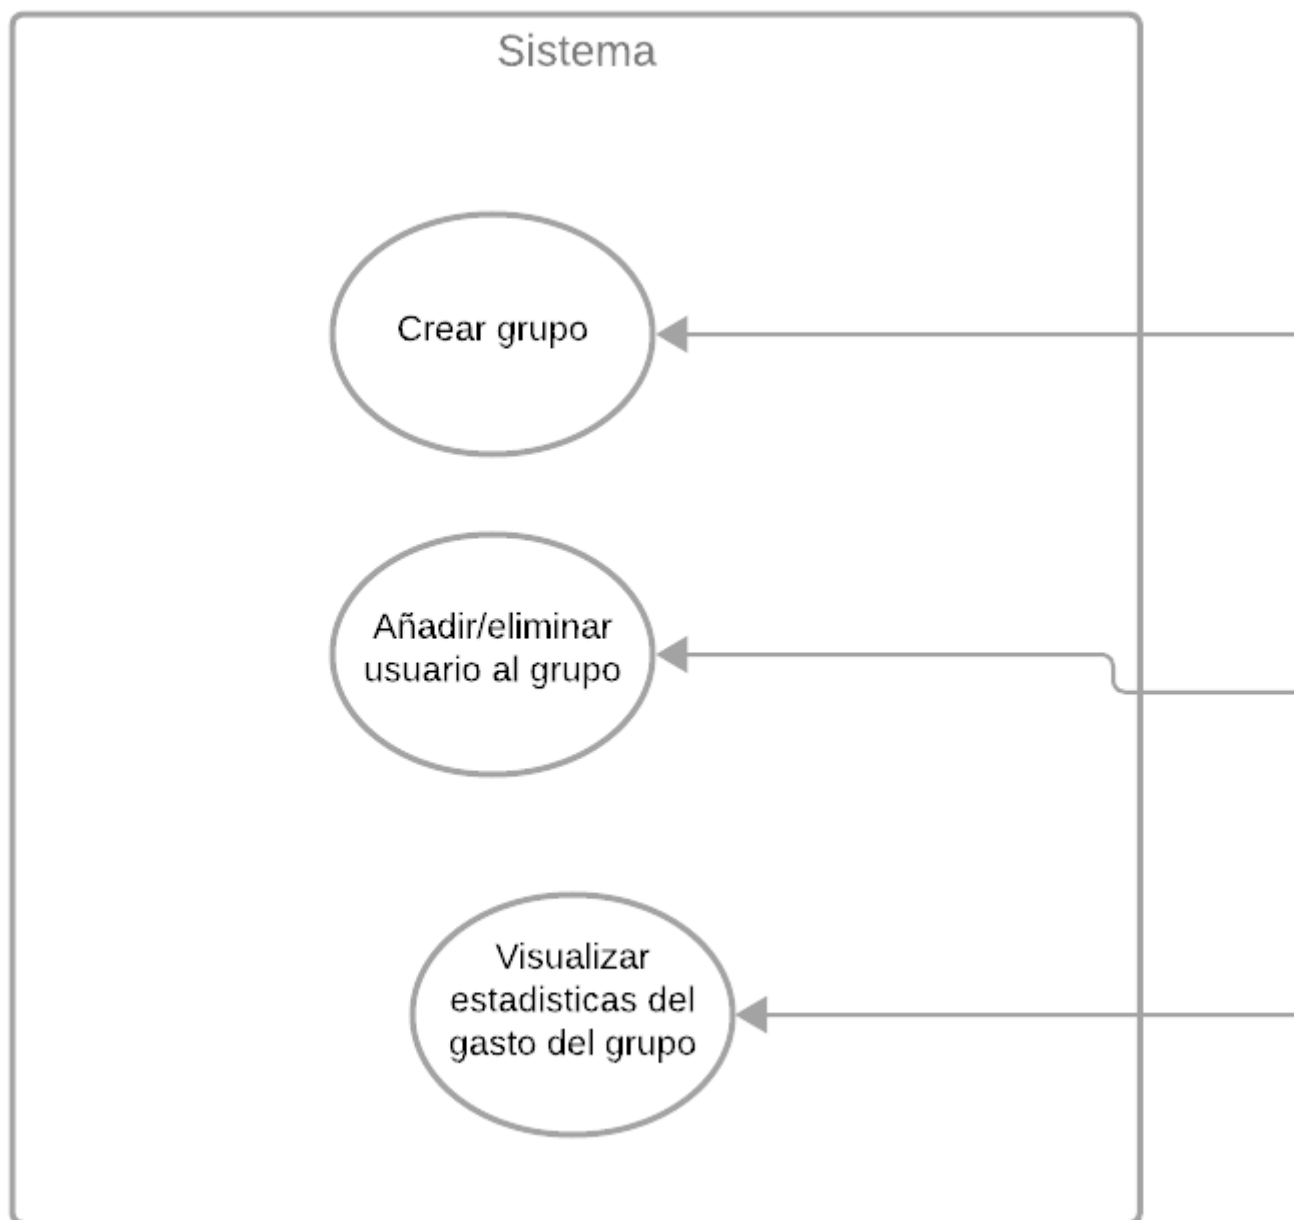 Sistema
Crear grupo
Añadir/eliminar
usuario al grupo
Visualizar
estadisticas del
gasto del grupo